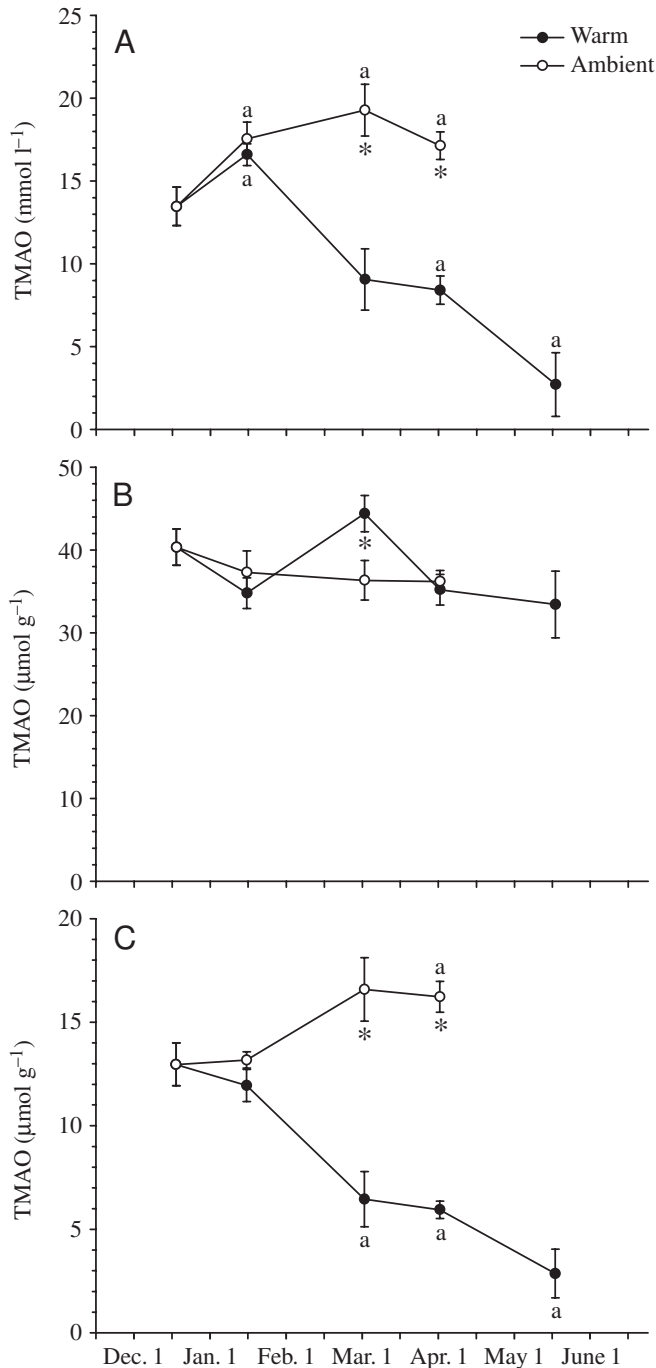 A
Warm
Ambient
TMAO (mmol l⁻¹)
25
20
15
10
5
0
a
a
a
a
*
*
a
a
B
TMAO (μmol g⁻¹)
50
40
30
20
10
0
*
C
TMAO (μmol g⁻¹)
20
15
10
5
0
a
*
*
a
a
a
Dec. 1 Jan. 1 Feb. 1 Mar. 1 Apr. 1 May 1 June 1